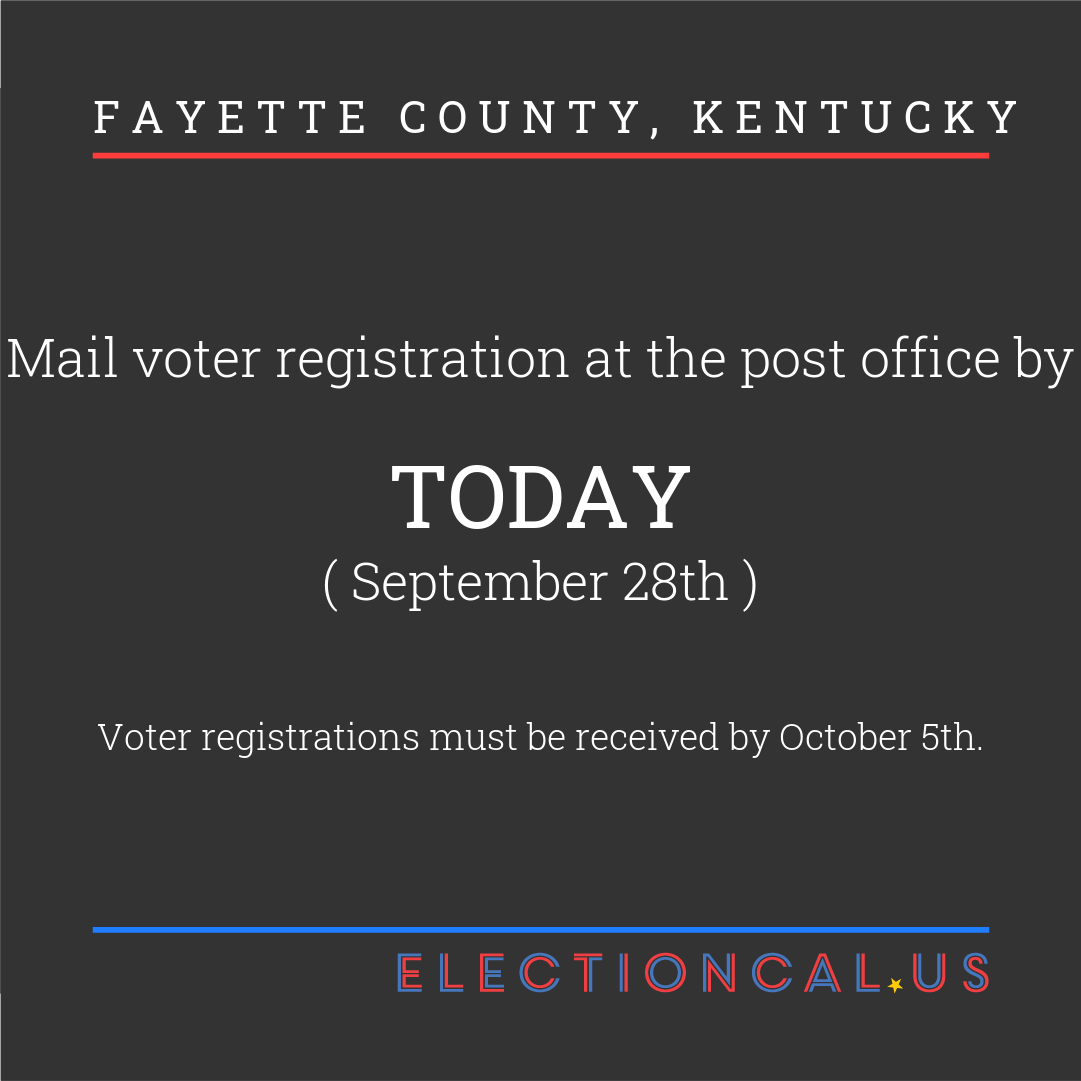 FAYETTE COUNTY, KENTUCKY
Mail voter registration at the post office by
TODAY
( September 28th )
Voter registrations must be received by October 5th.
ELECTIONCAL.US